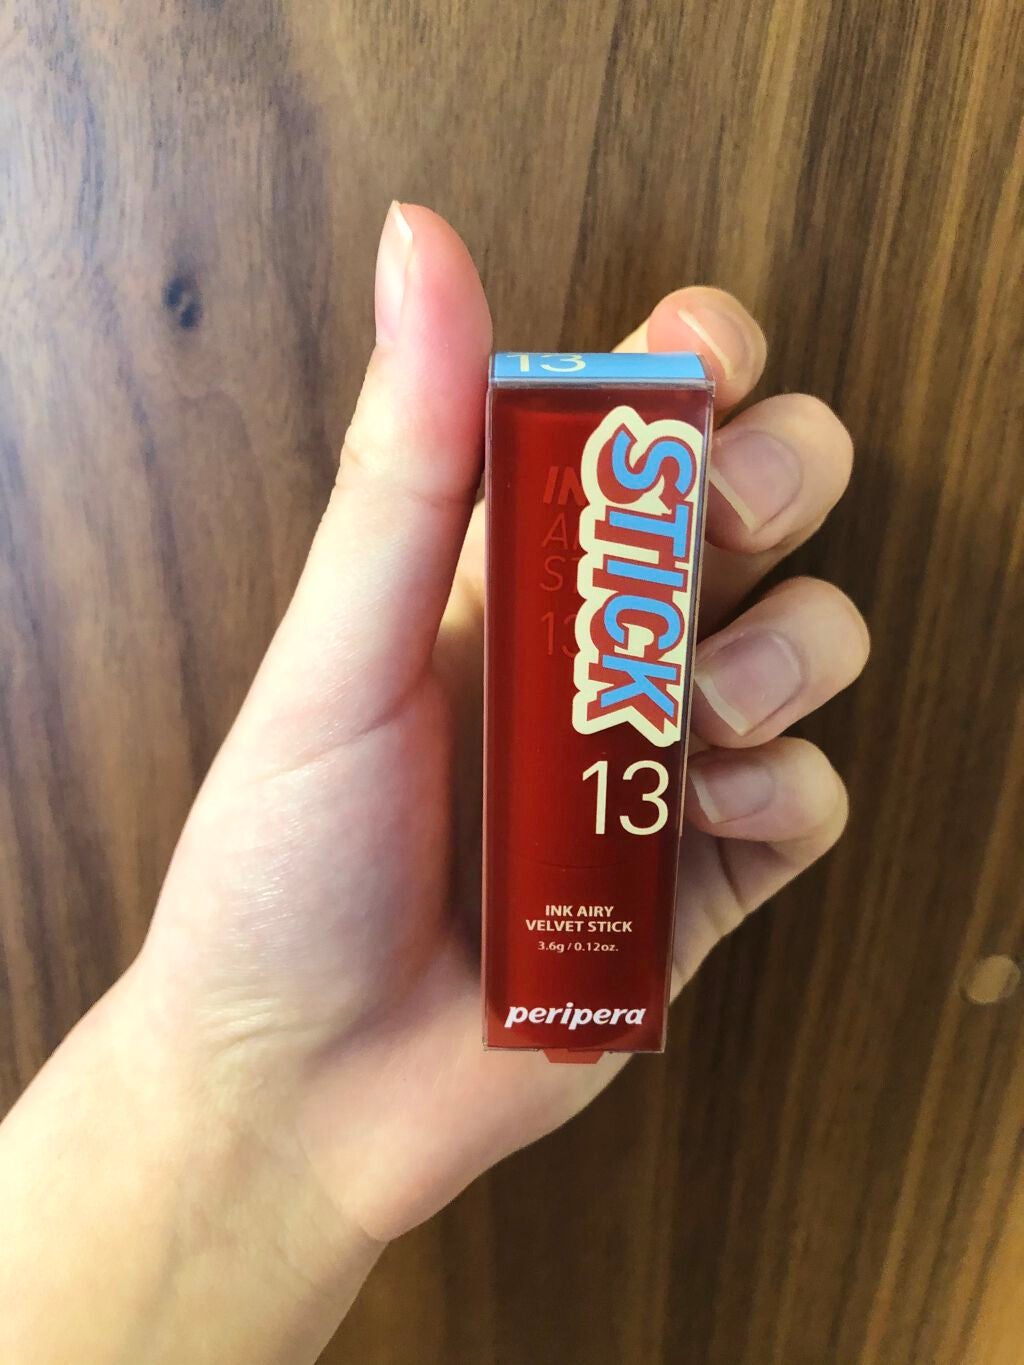 13
STICK
13
INK AIRY
VELVET STICK
3.6g / 0.12oz.
peripera